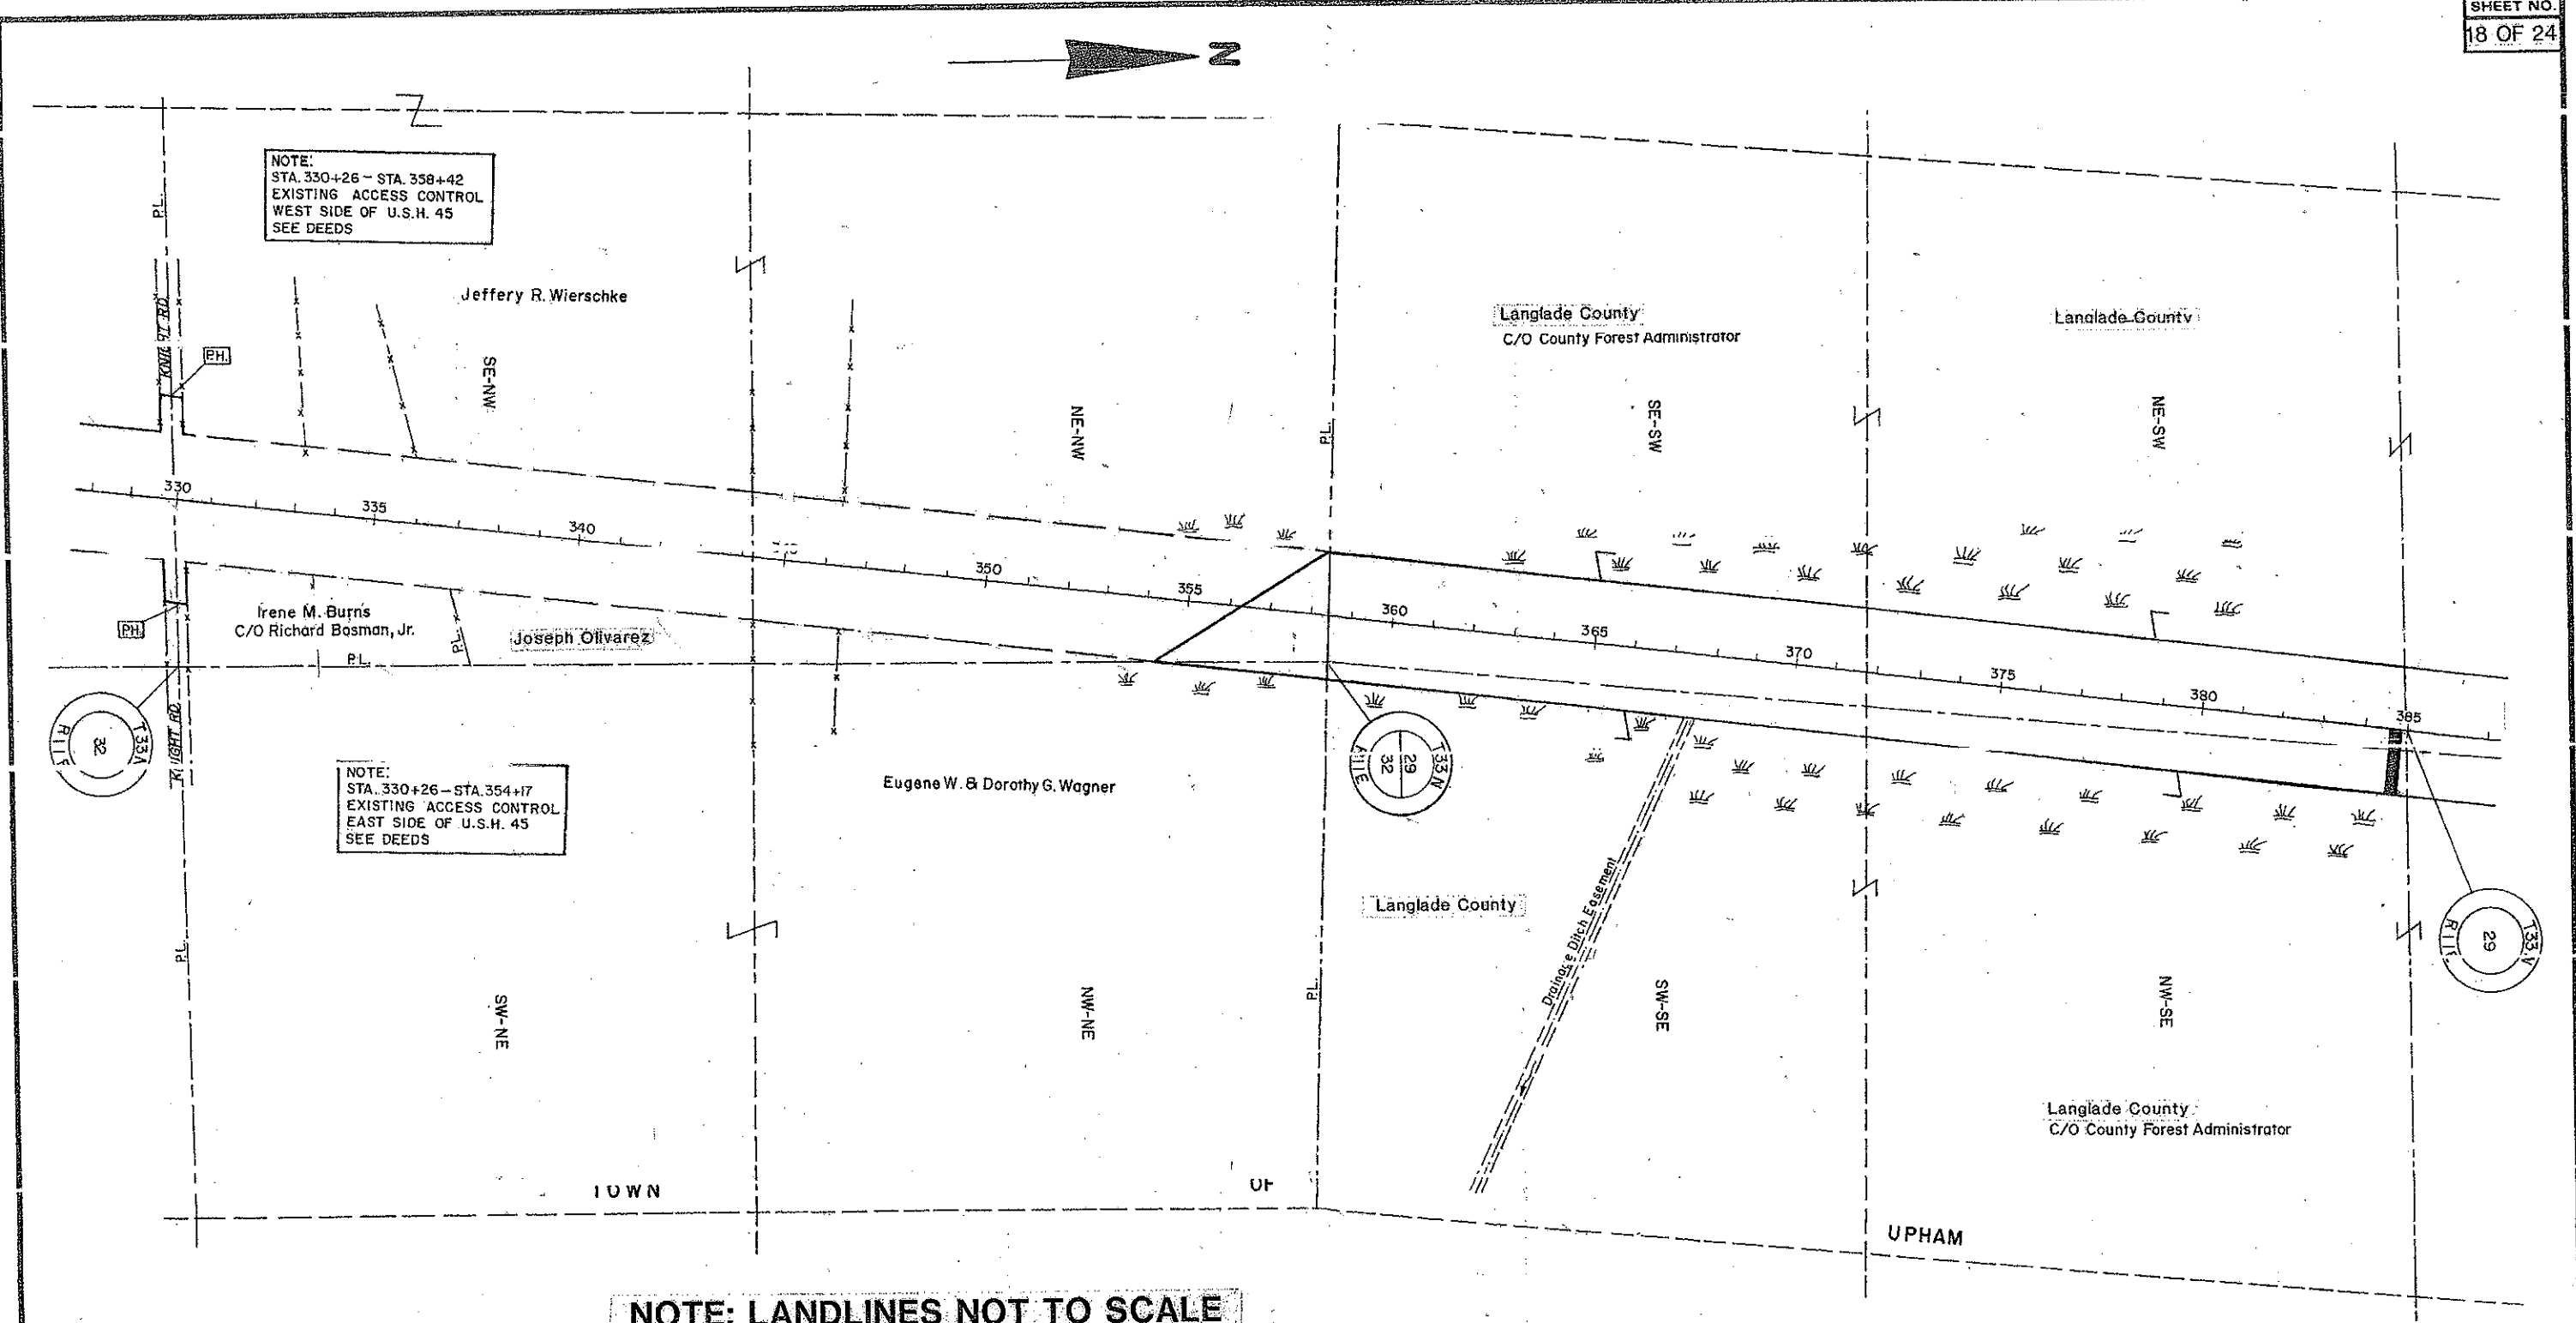 SHEET NO.
18 OF 24
N
NOTE:
STA. 330+26 - STA. 358+42
EXISTING ACCESS CONTROL
WEST SIDE OF U.S.H. 45
SEE DEEDS
P.L.
KNIGHT RD.
P.H.
Jeffery R. Wierschke
SE-NW
NE-NW
P.L.
Langlade County
C/O County Forest Administrator
SE-SW
Langlade County
NE-SW
330
335
340
350
355
360
365
370
375
380
385
P.H.
Irene M. Burns
C/O Richard Bosman, Jr.
P.L.
P.L.
Joseph Olivarez
32
KNIGHT RD.
NOTE:
STA. 330+26 - STA. 354+17
EXISTING ACCESS CONTROL
EAST SIDE OF U.S.H. 45
SEE DEEDS
Eugene W. & Dorothy G. Wagner
T33N
29
32
R11E
Langlade County
Drainage Ditch Easement
29
P.L.
SW-NE
NW-NE
P.L.
SW-SE
NW-SE
Langlade County
C/O County Forest Administrator
TOWN OF UPHAM
NOTE: LANDLINES NOT TO SCALE